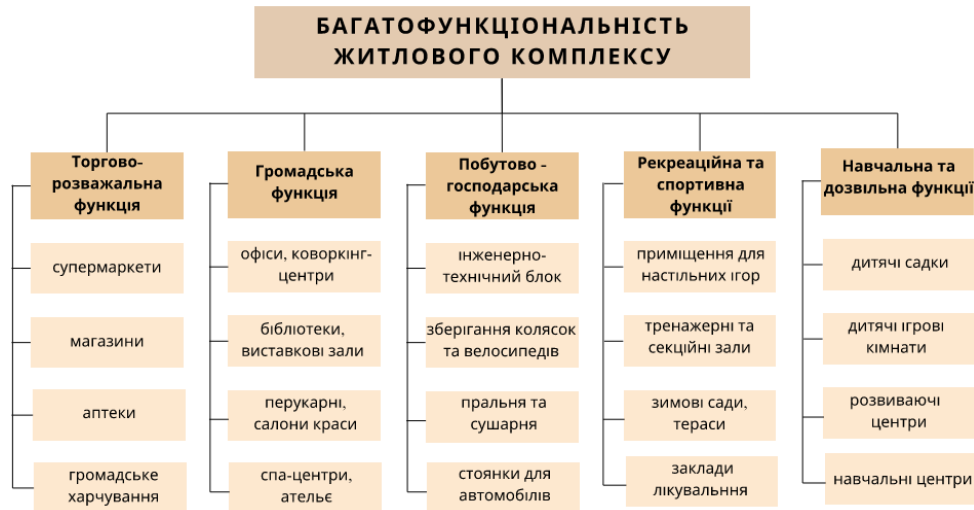 БАГАТОФУНКЦІОНАЛЬНІСТЬ
ЖИТЛОВОГО КОМПЛЕКСУ
Торгово-
розважальна
функція
супермаркети
магазини
аптеки
громадське
харчування
Громадська
функція
офіси, коворкінг-
центри
бібліотеки,
виставкові зали
перукарні,
салони краси
спа-центри,
ательє
Побутово -
господарська
функція
інженерно-
технічний блок
зберігання колясок
та велосипедів
пральня та
сушарня
стоянки для
автомобілів
Рекреаційна та
спортивна
функції
приміщення для
настільних ігор
тренажерні та
секційні зали
зимові сади,
тераси
заклади
лікувальння
Навчальна та
дозвільна функції
дитячі садки
дитячі ігрові
кімнати
розвиваючі
центри
навчальні центри